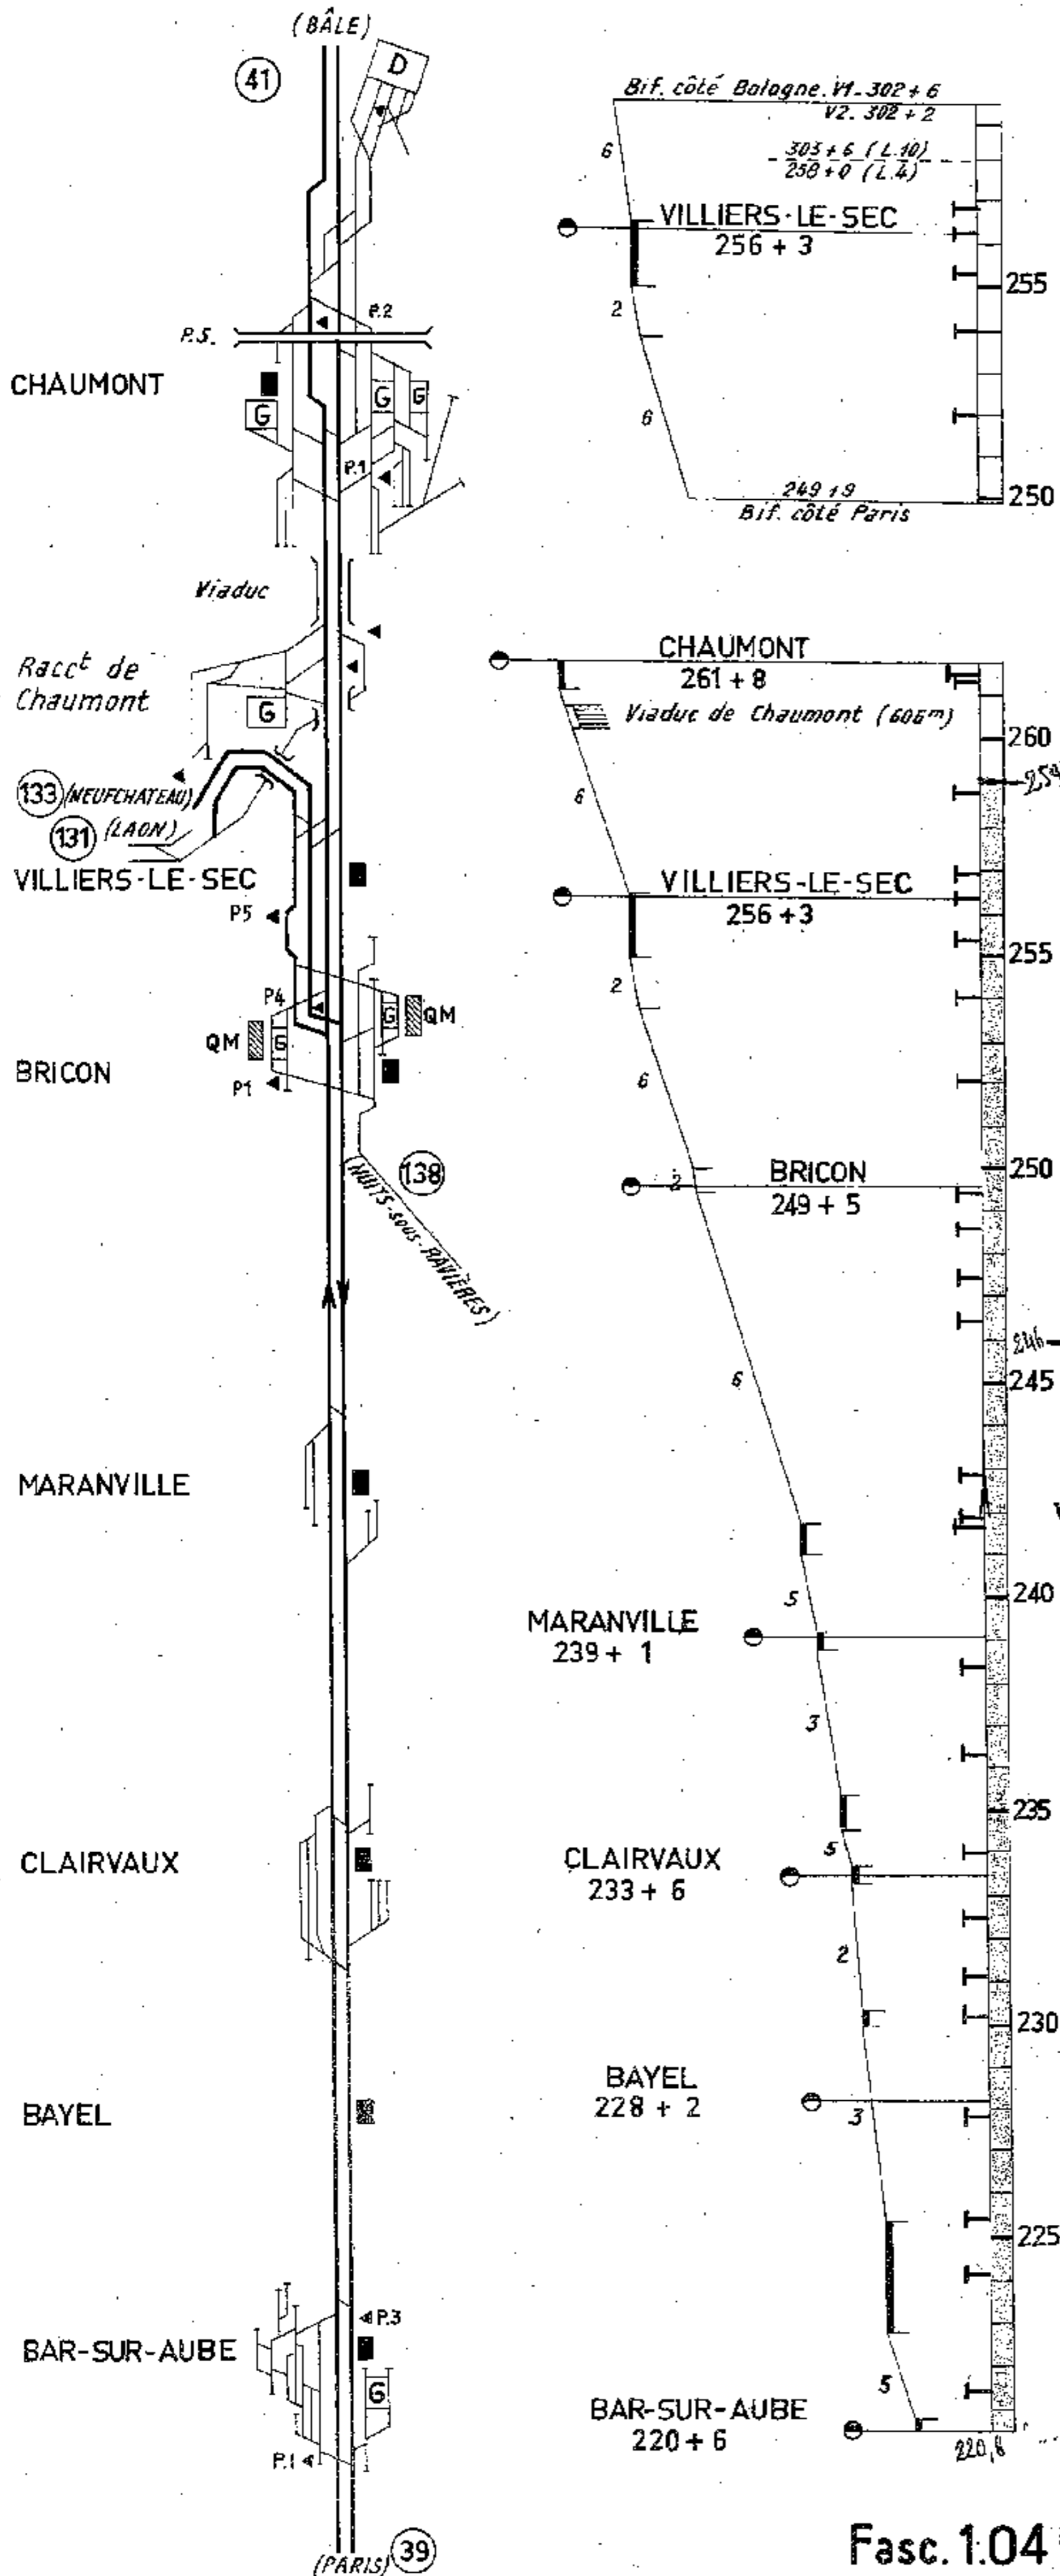 (BÂLE)
41
D
P.S.
P.2
CHAUMONT
G
G
G
P.1
Viaduc
Racct de
Chaumont
G
133 (NEUFCHATEAU)
131 (LAON)
VILLIERS-LE-SEC
P5
P4
QM
G
G
QM
BRICON
P1
138
(NUITS-sous-RAVIÈRES)
MARANVILLE
CLAIRVAUX
BAYEL
P.3
BAR-SUR-AUBE
G
P.1
(PARIS)
39
Bif. côté Bologne. V1-302+6
V2. 302+2
6
303+6 (L.10)
258+0 (L.4)
VILLIERS-LE-SEC
256 + 3
255
2
6
249+9
Bif. côté Paris
250
CHAUMONT
261 + 8
Viaduc de Chaumont (606m)
260
6
VILLIERS-LE-SEC
256 +3
255
2
6
250
BRICON
2
249 + 5
246
245
6
240
5
MARANVILLE
239 + 1
3
235
5
CLAIRVAUX
233 + 6
2
230
BAYEL
228 + 2
3
225
5
BAR-SUR-AUBE
220 + 6
Fasc. 1.04